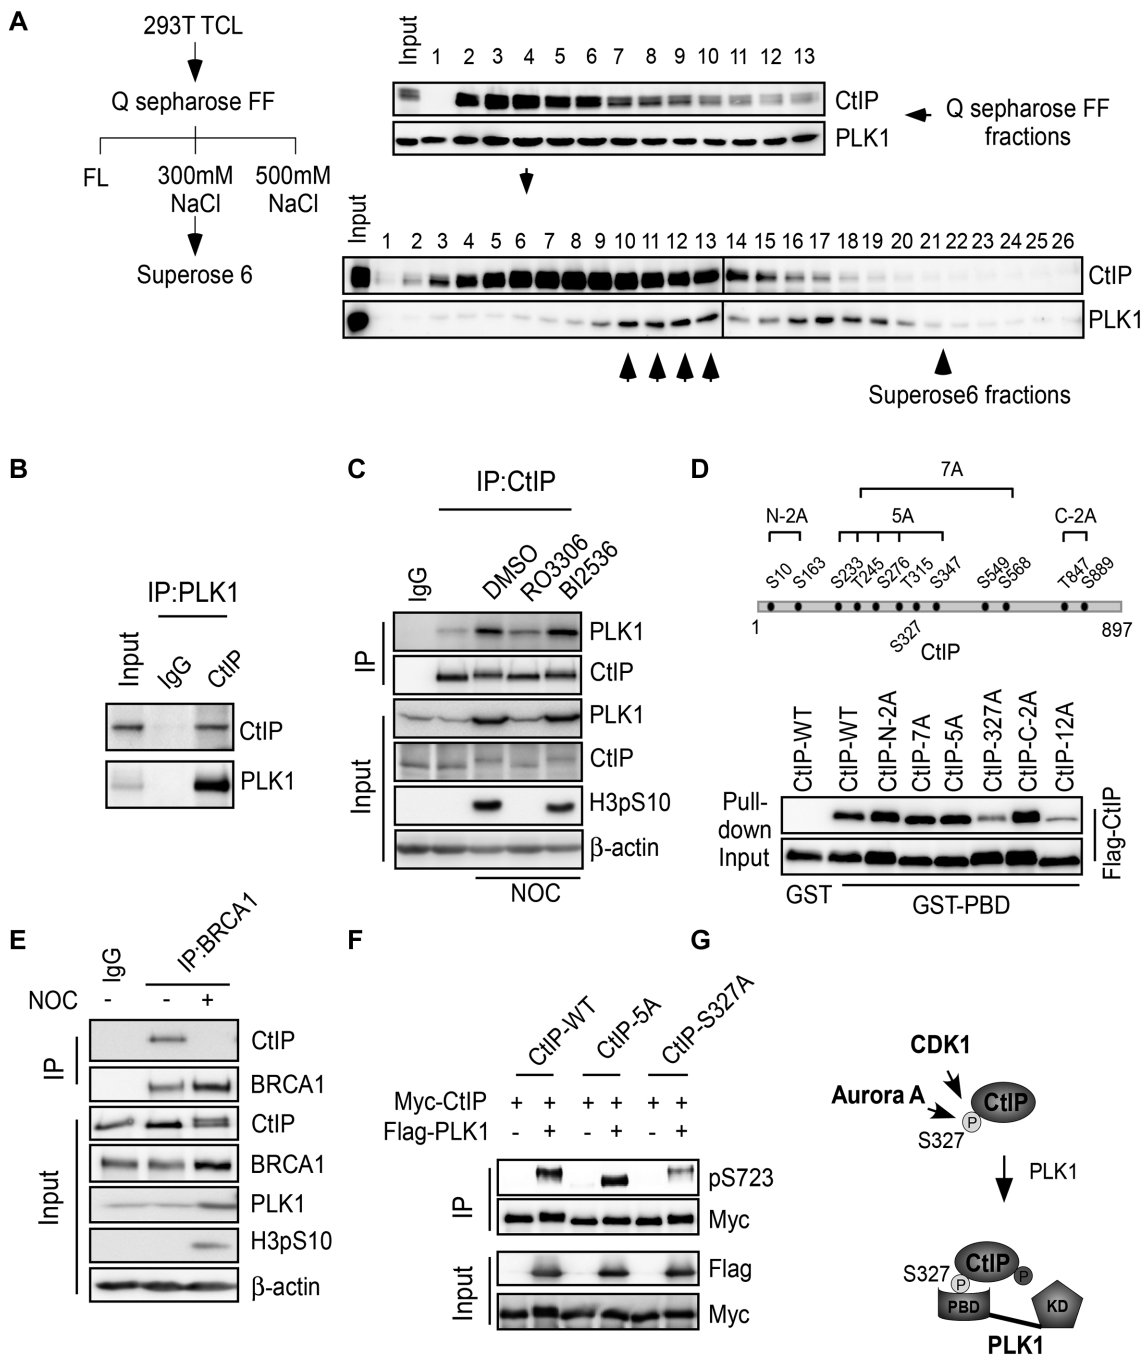 A
293T TCL
Q sepharose FF
FL
300mM NaCl
500mM NaCl
Superose 6
Input 1 2 3 4 5 6 7 8 9 10 11 12 13
CtIP
PLK1
Q sepharose FF fractions
Input 1 2 3 4 5 6 7 8 9 10 11 12 13 14 15 16 17 18 19 20 21 22 23 24 25 26
CtIP
PLK1
Superose6 fractions
B
IP:PLK1
Input IgG CtIP
CtIP
PLK1
C
IP:CtIP
IgG DMSO RO3306 BI2536
IP
PLK1
CtIP
Input
PLK1
CtIP
H3pS10
β-actin
NOC
D
7A
N-2A 5A C-2A
S10 S163 S233 T245 S276 T315 S347 S549 S568 T847 S889
1 S327 897
CtIP
CtIP-WT CtIP-WT CtIP-N-2A CtIP-7A CtIP-5A CtIP-327A CtIP-C-2A CtIP-12A
Pull-
down
Input
Flag-CtIP
GST GST-PBD
E
IgG IP:BRCA1
NOC - - +
IP
CtIP
BRCA1
Input
CtIP
BRCA1
PLK1
H3pS10
β-actin
F
CtIP-WT CtIP-5A CtIP-S327A
Myc-CtIP + + + + + +
Flag-PLK1 - + - + - +
IP
pS723
Myc
Input
Flag
Myc
G
CDK1
Aurora A
CtIP
P
S327
PLK1
CtIP
S327 P P
PBD KD
PLK1